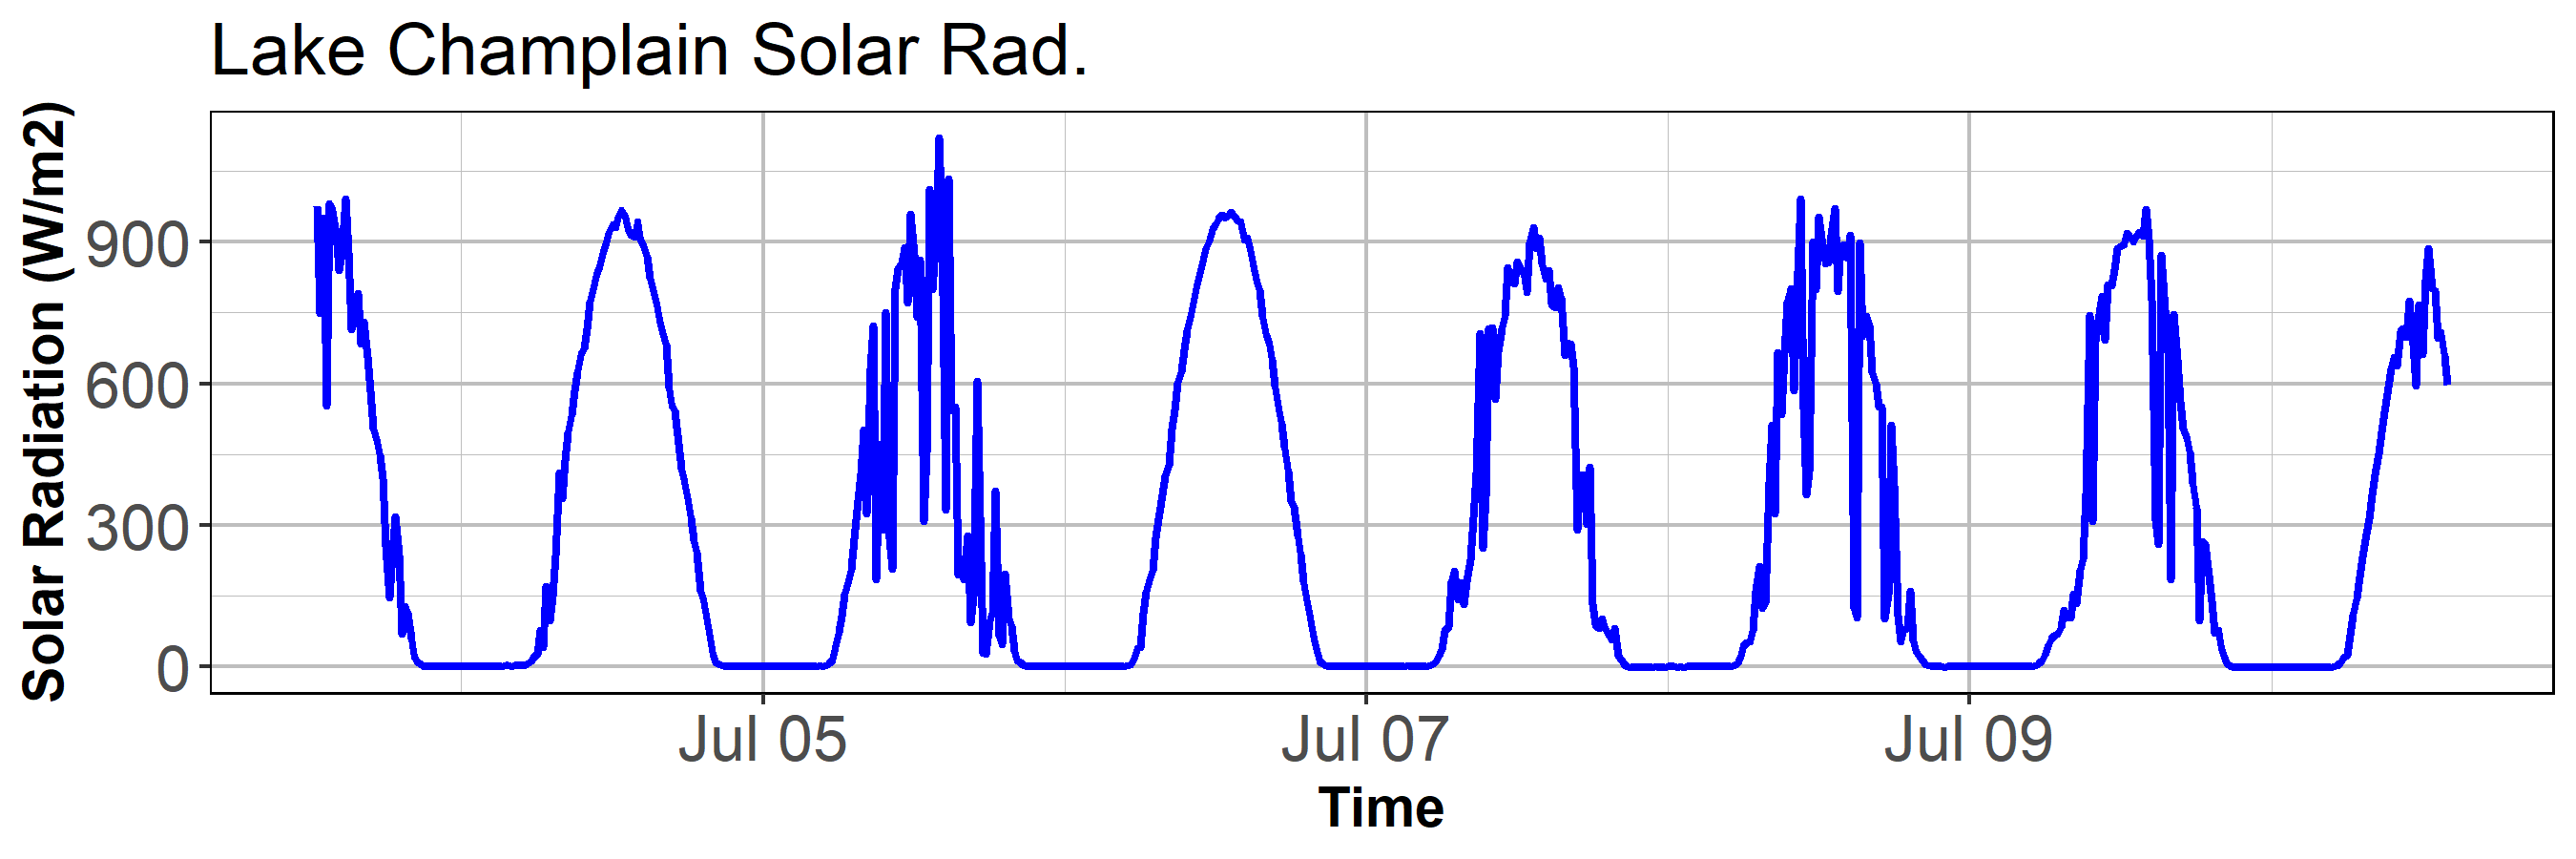 Lake Champlain Solar Rad.
Solar Radiation (W/m2)
900
600
300
0
Jul 05 Jul 07 Jul 09
Time